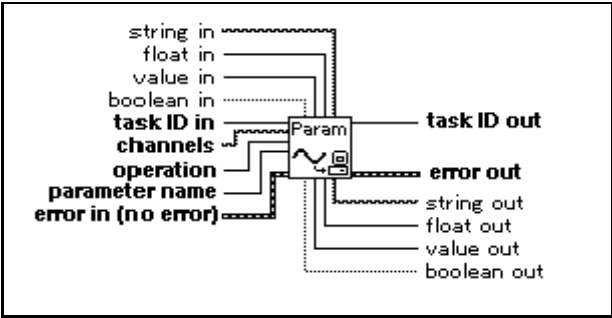 string in
float in
value in
boolean in
task ID in
channels
operation
parameter name
error in (no error)
Param
task ID out
error out
string out
float out
value out
boolean out